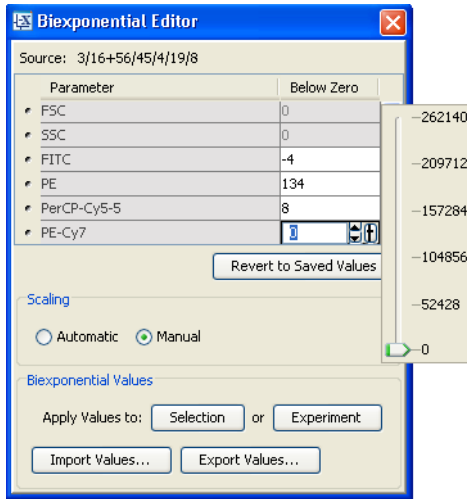 Biexponential Editor
Source: 3/16+56/45/4/19/8
Parameter Below Zero
FSC 0
SSC 0
FITC -4
PE 134
PerCP-Cy5-5 8
PE-Cy7 0
262140
209712
157284
104856
52428
0
Revert to Saved Values
Scaling
Automatic Manual
Biexponential Values
Apply Values to: Selection or Experiment
Import Values... Export Values...